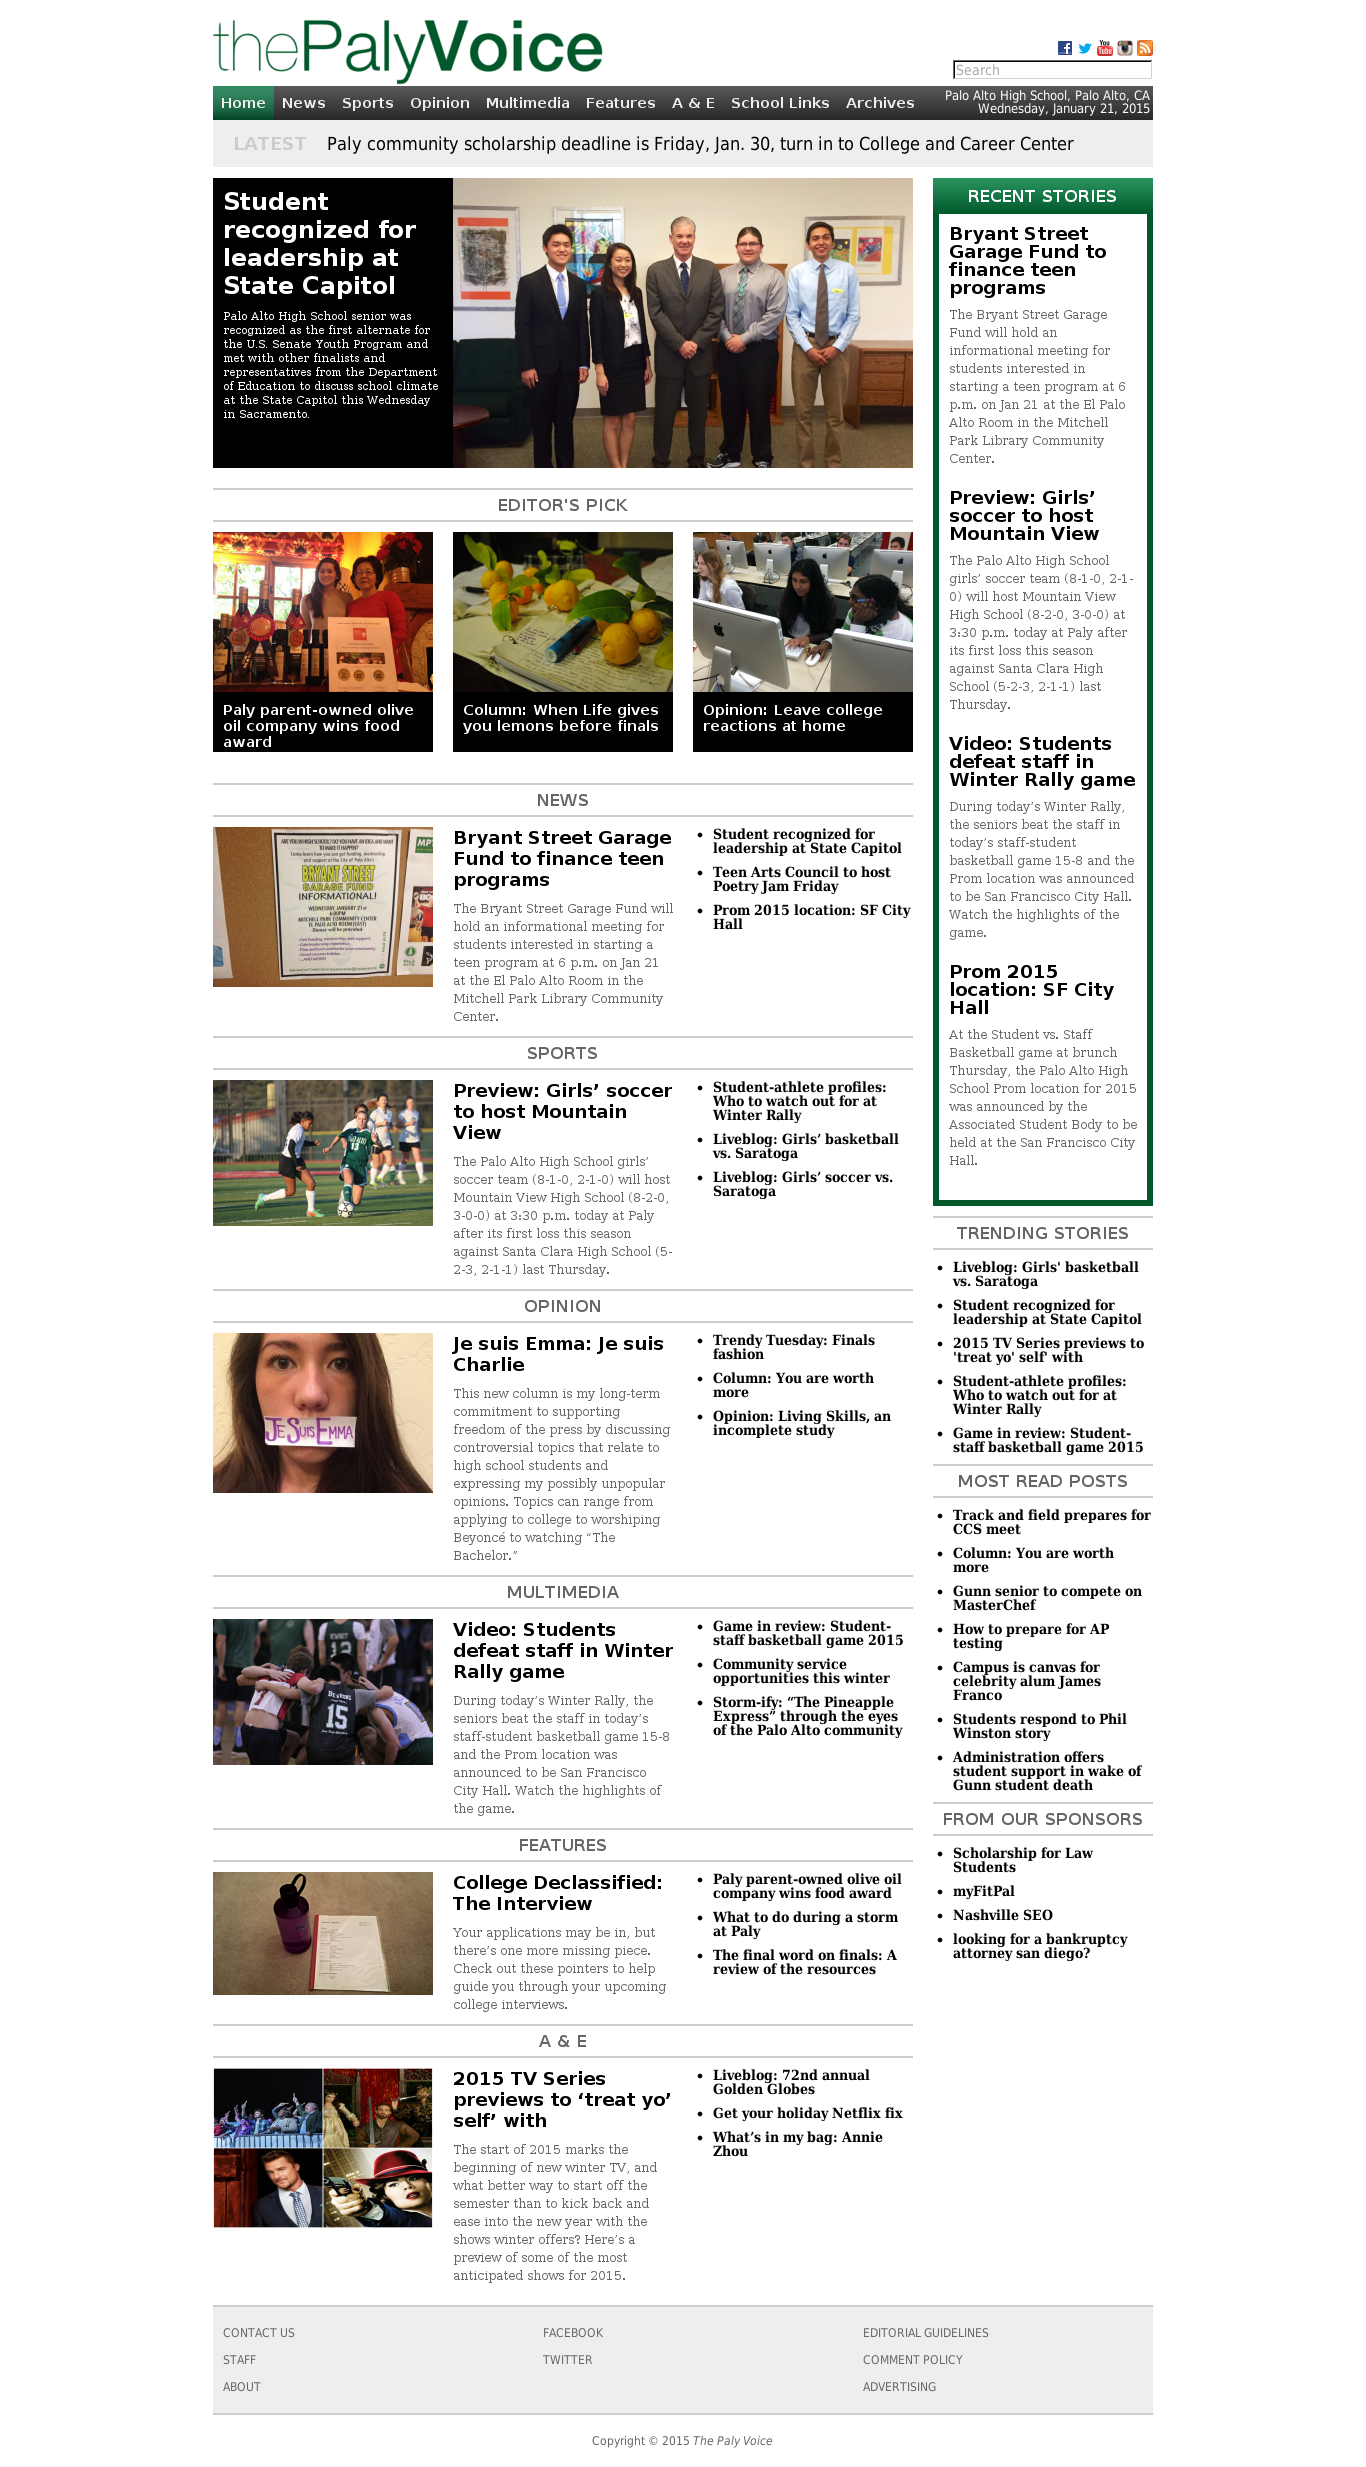 thePalyVoice
Search
Home News Sports Opinion Multimedia Features A & E School Links Archives
Palo Alto High School, Palo Alto, CA
Wednesday, January 21, 2015
LATEST Paly community scholarship deadline is Friday, Jan. 30, turn in to College and Career Center
Student
recognized for
leadership at
State Capitol
Palo Alto High School senior was
recognized as the first alternate for
the U.S. Senate Youth Program and
met with other finalists and
representatives from the Department
of Education to discuss school climate
at the State Capitol this Wednesday
in Sacramento.
EDITOR'S PICK
Paly parent-owned olive
oil company wins food
award
Column: When Life gives
you lemons before finals
Opinion: Leave college
reactions at home
NEWS
BRYANT STREET
GARAGE FUND
INFORMATIONAL!
Bryant Street Garage
Fund to finance teen
programs
The Bryant Street Garage Fund will
hold an informational meeting for
students interested in starting a
teen program at 6 p.m. on Jan 21
at the El Palo Alto Room in the
Mitchell Park Library Community
Center.
Student recognized for
leadership at State Capitol
Teen Arts Council to host
Poetry Jam Friday
Prom 2015 location: SF City
Hall
SPORTS
13
Preview: Girls’ soccer
to host Mountain
View
The Palo Alto High School girls’
soccer team (8-1-0, 2-1-0) will host
Mountain View High School (8-2-0,
3-0-0) at 3:30 p.m. today at Paly
after its first loss this season
against Santa Clara High School (5-
2-3, 2-1-1) last Thursday.
Student-athlete profiles:
Who to watch out for at
Winter Rally
Liveblog: Girls’ basketball
vs. Saratoga
Liveblog: Girls’ soccer vs.
Saratoga
OPINION
JESUISEMMA
Je suis Emma: Je suis
Charlie
This new column is my long-term
commitment to supporting
freedom of the press by discussing
controversial topics that relate to
high school students and
expressing my possibly unpopular
opinions. Topics can range from
applying to college to worshiping
Beyoncé to watching “The
Bachelor.”
Trendy Tuesday: Finals
fashion
Column: You are worth
more
Opinion: Living Skills, an
incomplete study
MULTIMEDIA
15
Video: Students
defeat staff in Winter
Rally game
During today’s Winter Rally, the
seniors beat the staff in today’s
staff-student basketball game 15-8
and the Prom location was
announced to be San Francisco
City Hall. Watch the highlights of
the game.
Game in review: Student-
staff basketball game 2015
Community service
opportunities this winter
Storm-ify: “The Pineapple
Express” through the eyes
of the Palo Alto community
FEATURES
College Declassified:
The Interview
Your applications may be in, but
there’s one more missing piece.
Check out these pointers to help
guide you through your upcoming
college interviews.
Paly parent-owned olive oil
company wins food award
What to do during a storm
at Paly
The final word on finals: A
review of the resources
A & E
2015 TV Series
previews to ‘treat yo’
self’ with
The start of 2015 marks the
beginning of new winter TV, and
what better way to start off the
semester than to kick back and
ease into the new year with the
shows winter offers? Here’s a
preview of some of the most
anticipated shows for 2015.
Liveblog: 72nd annual
Golden Globes
Get your holiday Netflix fix
What’s in my bag: Annie
Zhou
RECENT STORIES
Bryant Street
Garage Fund to
finance teen
programs
The Bryant Street Garage
Fund will hold an
informational meeting for
students interested in
starting a teen program at 6
p.m. on Jan 21 at the El Palo
Alto Room in the Mitchell
Park Library Community
Center.
Preview: Girls’
soccer to host
Mountain View
The Palo Alto High School
girls’ soccer team (8-1-0, 2-1-
0) will host Mountain View
High School (8-2-0, 3-0-0) at
3:30 p.m. today at Paly after
its first loss this season
against Santa Clara High
School (5-2-3, 2-1-1) last
Thursday.
Video: Students
defeat staff in
Winter Rally game
During today’s Winter Rally,
the seniors beat the staff in
today’s staff-student
basketball game 15-8 and the
Prom location was announced
to be San Francisco City Hall.
Watch the highlights of the
game.
Prom 2015
location: SF City
Hall
At the Student vs. Staff
Basketball game at brunch
Thursday, the Palo Alto High
School Prom location for 2015
was announced by the
Associated Student Body to be
held at the San Francisco City
Hall.
TRENDING STORIES
Liveblog: Girls' basketball
vs. Saratoga
Student recognized for
leadership at State Capitol
2015 TV Series previews to
'treat yo' self' with
Student-athlete profiles:
Who to watch out for at
Winter Rally
Game in review: Student-
staff basketball game 2015
MOST READ POSTS
Track and field prepares for
CCS meet
Column: You are worth
more
Gunn senior to compete on
MasterChef
How to prepare for AP
testing
Campus is canvas for
celebrity alum James
Franco
Students respond to Phil
Winston story
Administration offers
student support in wake of
Gunn student death
FROM OUR SPONSORS
Scholarship for Law
Students
myFitPal
Nashville SEO
looking for a bankruptcy
attorney san diego?
CONTACT US
STAFF
ABOUT
FACEBOOK
TWITTER
EDITORIAL GUIDELINES
COMMENT POLICY
ADVERTISING
Copyright © 2015 The Paly Voice